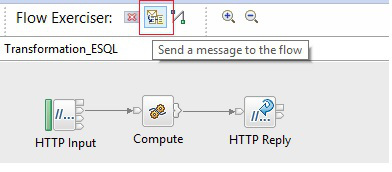 Flow Exerciser:
Transformation_ESQL
Send a message to the flow
HTTP Input
Compute
HTTP Reply